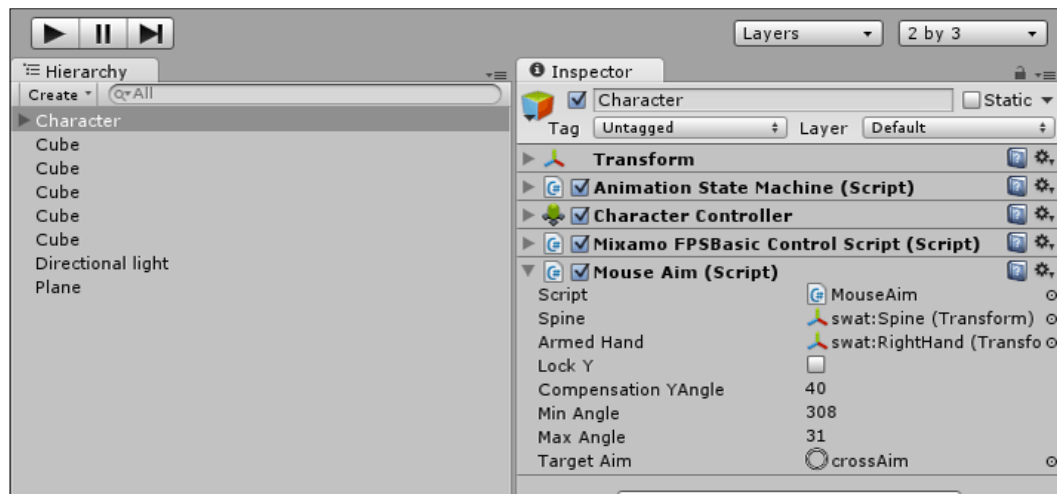 Layers
2 by 3
Hierarchy
Create
All
Character
Cube
Cube
Cube
Cube
Cube
Directional light
Plane
Inspector
Character
Static
Tag Untagged Layer Default
Transform
Animation State Machine (Script)
Character Controller
Mixamo FPSBasic Control Script (Script)
Mouse Aim (Script)
Script MouseAim
Spine swat:Spine (Transform)
Armed Hand swat:RightHand (Transfo
Lock Y
Compensation YAngle 40
Min Angle 308
Max Angle 31
Target Aim crossAim